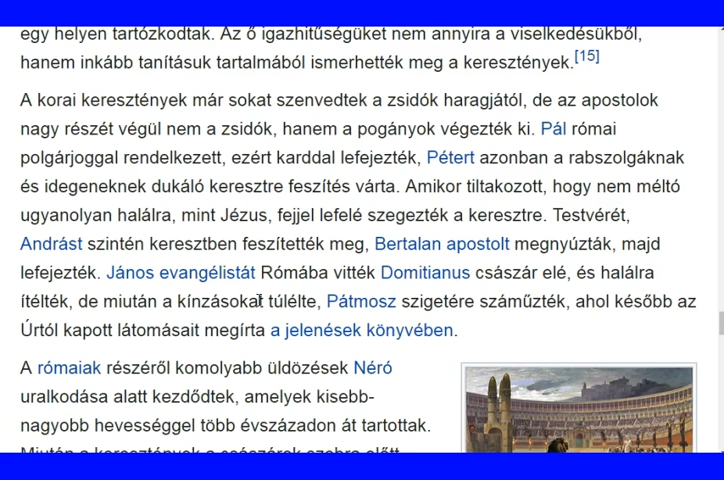 egy helyen tartózkodtak. Az ő igazhitűségüket nem annyira a viselkedésükből,
hanem inkább tanításuk tartalmából ismerhették meg a keresztények.[15]
A korai keresztények már sokat szenvedtek a zsidók haragjától, de az apostolok
nagy részét végül nem a zsidók, hanem a pogányok végezték ki. Pál római
polgárjoggal rendelkezett, ezért karddal lefejezték, Pétert azonban a rabszolgáknak
és idegeneknek dukáló keresztre feszítés várta. Amikor tiltakozott, hogy nem méltó
ugyanolyan halálra, mint Jézus, fejjel lefelé szegezték a keresztre. Testvérét,
Andrást szintén keresztben feszítették meg, Bertalan apostolt megnyúzták, majd
lefejezték. János evangélistát Rómába vitték Domitianus császár elé, és halálra
ítélték, de miután a kínzásokat túlélte, Pátmosz szigetére száműzték, ahol később az
Úrtól kapott látomásait megírta a jelenések könyvében.
A rómaiak részéről komolyabb üldözések Néró
uralkodása alatt kezdődtek, amelyek kisebb-
nagyobb hevességgel több évszázadon át tartottak.
Miután a keresztények a császárok szobra előtt